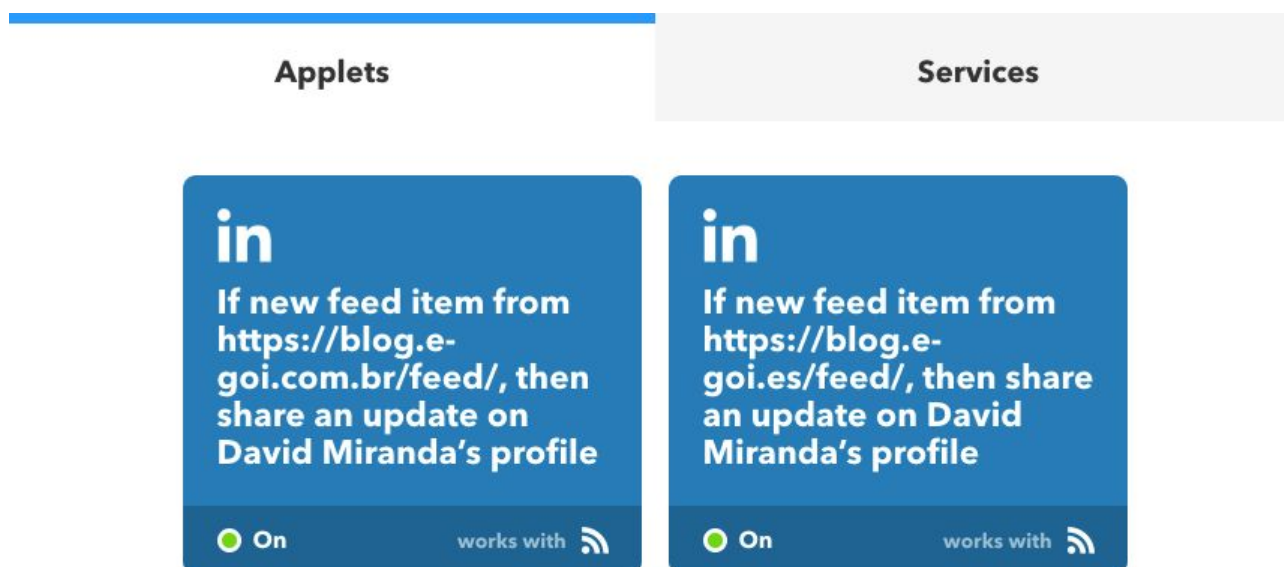 Applets
Services
in
If new feed item from
https://blog.e-
goi.com.br/feed/, then
share an update on
David Miranda’s profile
On
works with
in
If new feed item from
https://blog.e-
goi.es/feed/, then share
an update on David
Miranda’s profile
On
works with